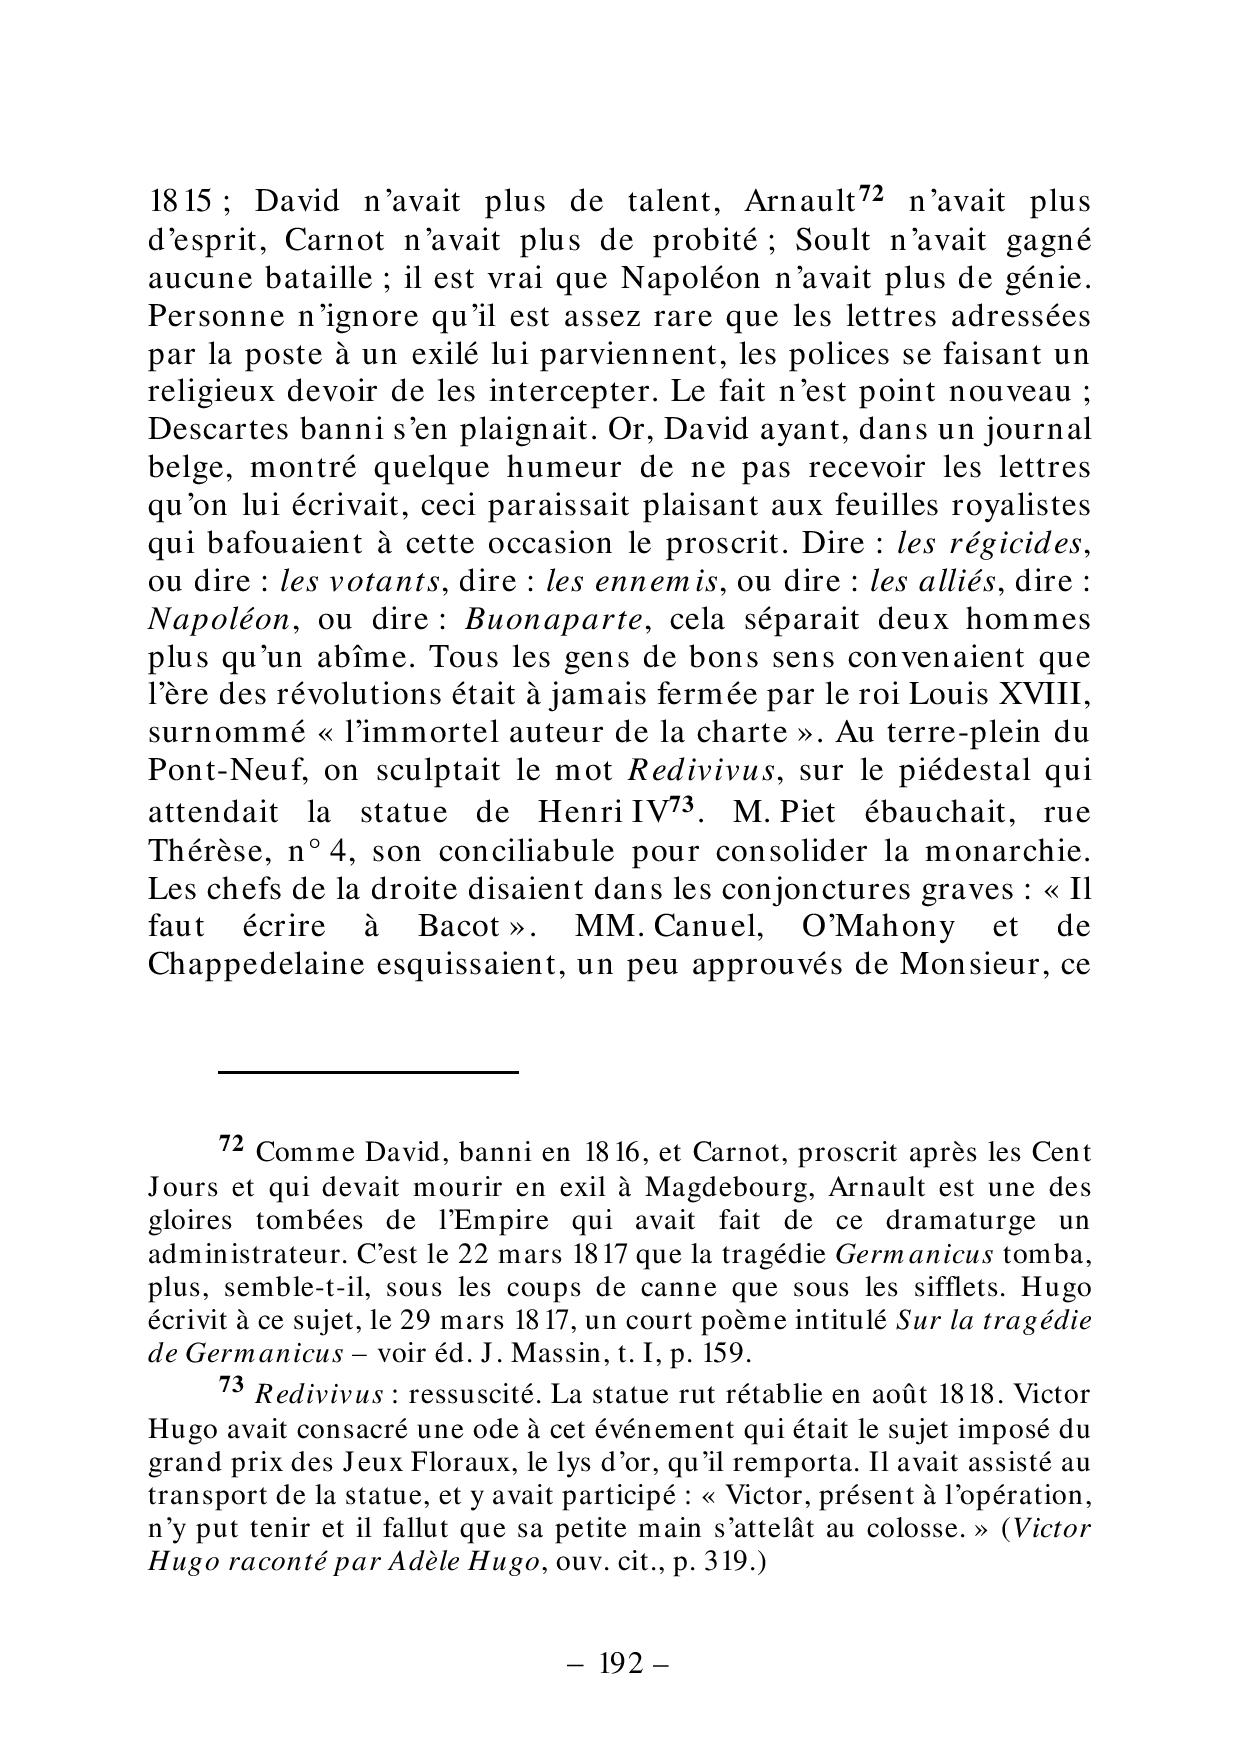 1815 ; David n’avait plus de talent, Arnault72 n’avait plus
d’esprit, Carnot n’avait plus de probité ; Soult n’avait gagné
aucune bataille ; il est vrai que Napoléon n’avait plus de génie.
Personne n’ignore qu’il est assez rare que les lettres adressées
par la poste à un exilé lui parviennent, les polices se faisant un
religieux devoir de les intercepter. Le fait n’est point nouveau ;
Descartes banni s’en plaignait. Or, David ayant, dans un journal
belge, montré quelque humeur de ne pas recevoir les lettres
qu’on lui écrivait, ceci paraissait plaisant aux feuilles royalistes
qui bafouaient à cette occasion le proscrit. Dire : les régicides,
ou dire : les votants, dire : les ennemis, ou dire : les alliés, dire :
Napoléon, ou dire : Buonaparte, cela séparait deux hommes
plus qu’un abîme. Tous les gens de bons sens convenaient que
l’ère des révolutions était à jamais fermée par le roi Louis XVIII,
surnommé « l’immortel auteur de la charte ». Au terre-plein du
Pont-Neuf, on sculptait le mot Redivivus, sur le piédestal qui
attendait la statue de Henri IV73. M. Piet ébauchait, rue
Thérèse, n° 4, son conciliabule pour consolider la monarchie.
Les chefs de la droite disaient dans les conjonctures graves : « Il
faut écrire à Bacot ». MM. Canuel, O’Mahony et de
Chappedelaine esquissaient, un peu approuvés de Monsieur, ce
72 Comme David, banni en 1816, et Carnot, proscrit après les Cent
Jours et qui devait mourir en exil à Magdebourg, Arnault est une des
gloires tombées de l’Empire qui avait fait de ce dramaturge un
administrateur. C’est le 22 mars 1817 que la tragédie Germanicus tomba,
plus, semble-t-il, sous les coups de canne que sous les sifflets. Hugo
écrivit à ce sujet, le 29 mars 1817, un court poème intitulé Sur la tragédie
de Germanicus – voir éd. J. Massin, t. I, p. 159.
73 Redivivus : ressuscité. La statue rut rétablie en août 1818. Victor
Hugo avait consacré une ode à cet événement qui était le sujet imposé du
grand prix des Jeux Floraux, le lys d’or, qu’il remporta. Il avait assisté au
transport de la statue, et y avait participé : « Victor, présent à l’opération,
n’y put tenir et il fallut que sa petite main s’attelât au colosse. » (Victor
Hugo raconté par Adèle Hugo, ouv. cit., p. 319.)
– 192 –